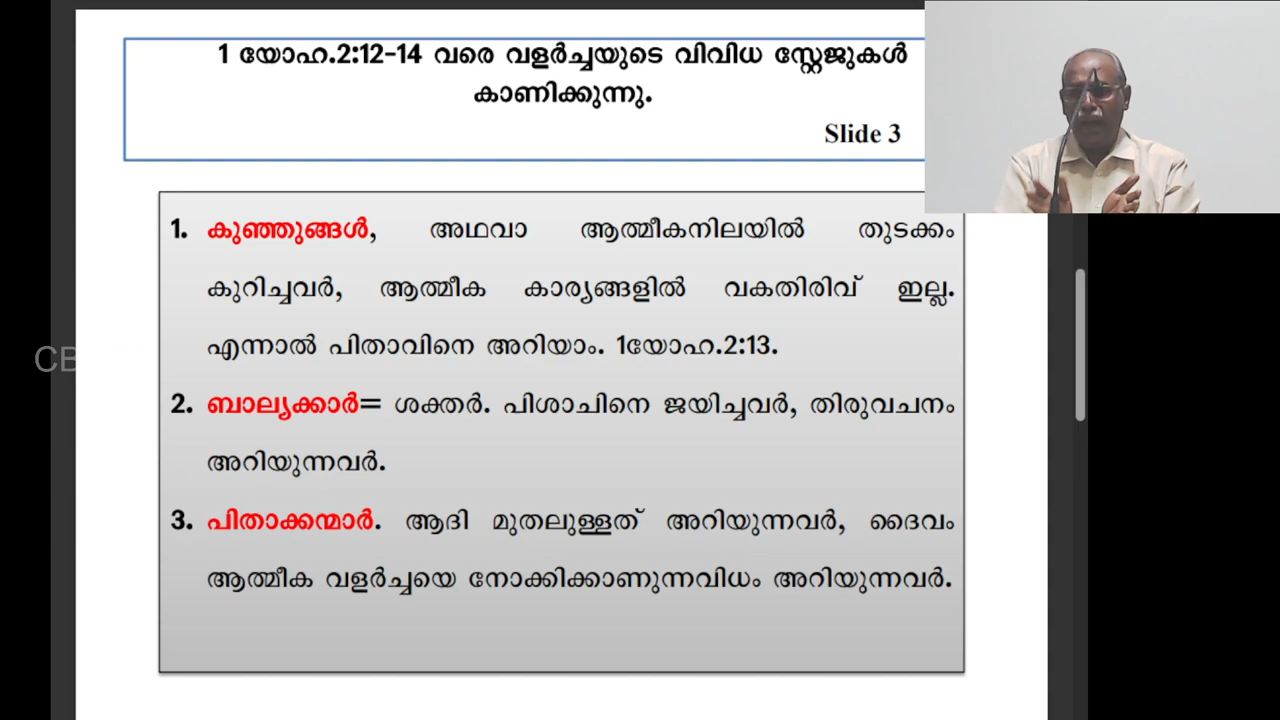 1 യോഹ.2:12-14 വരെ വളർച്ചയുടെ വിവിധ സ്റ്റേജുകൾ
കാണിക്കുന്നു.
Slide 3
1. കുഞ്ഞുങ്ങൾ, അഥവാ ആത്മീകനിലയിൽ തുടക്കം
കുറിച്ചവർ, ആത്മീക കാര്യങ്ങളിൽ വകതിരിവ് ഇല്ല.
എന്നാൽ പിതാവിനെ അറിയാം. 1യോഹ.2:13.
CB
2. ബാല്യക്കാർ= ശക്തർ. പിശാചിനെ ജയിച്ചവർ, തിരുവചനം
അറിയുന്നവർ.
3. പിതാക്കന്മാർ. ആദി മുതലുള്ളത് അറിയുന്നവർ, ദൈവം
ആത്മീക വളർച്ചയെ നോക്കിക്കാണുന്നവിധം അറിയുന്നവർ.